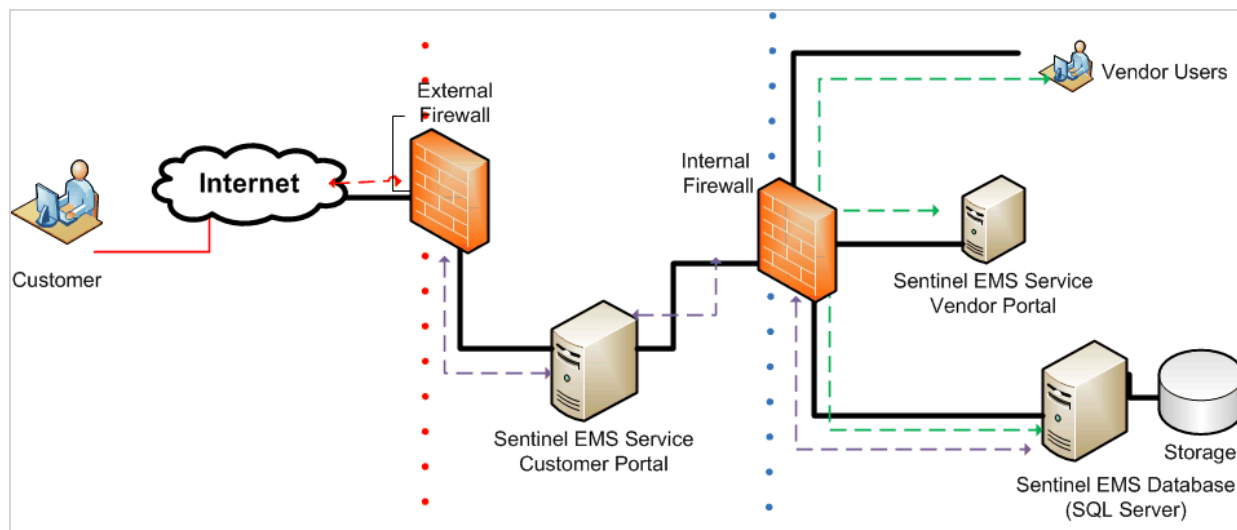 External
Firewall
Vendor Users
Internet
Internal
Firewall
Customer
Sentinel EMS Service
Vendor Portal
Sentinel EMS Service
Customer Portal
Storage
Sentinel EMS Database
(SQL Server)